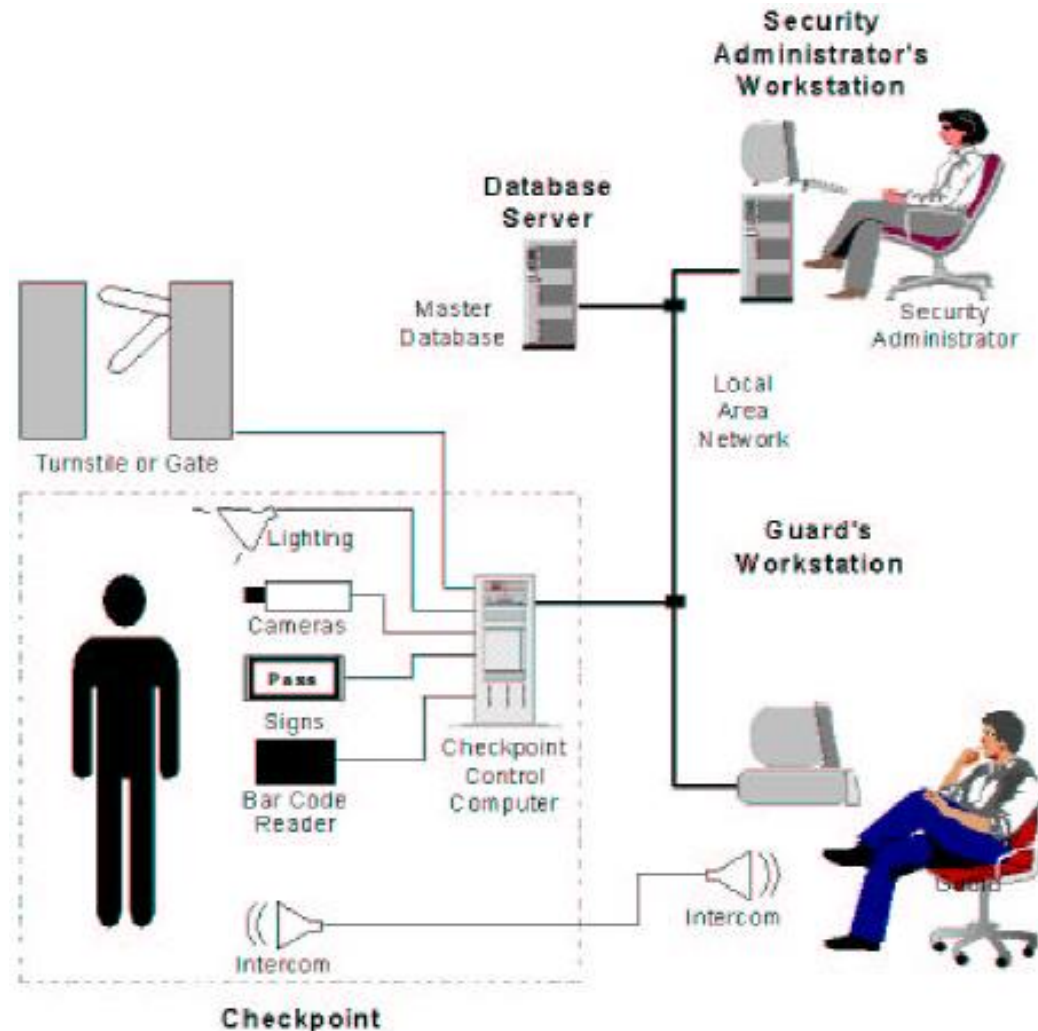 Security
Administrator's
Workstation
Database
Server
Master
Database
Security
Administrator
Local
Area
Network
Turnstile or Gate
Guard's
Workstation
Lighting
Cameras
Pass
Signs
Bar Code
Reader
Checkpoint
Control
Computer
Intercom
Intercom
Checkpoint